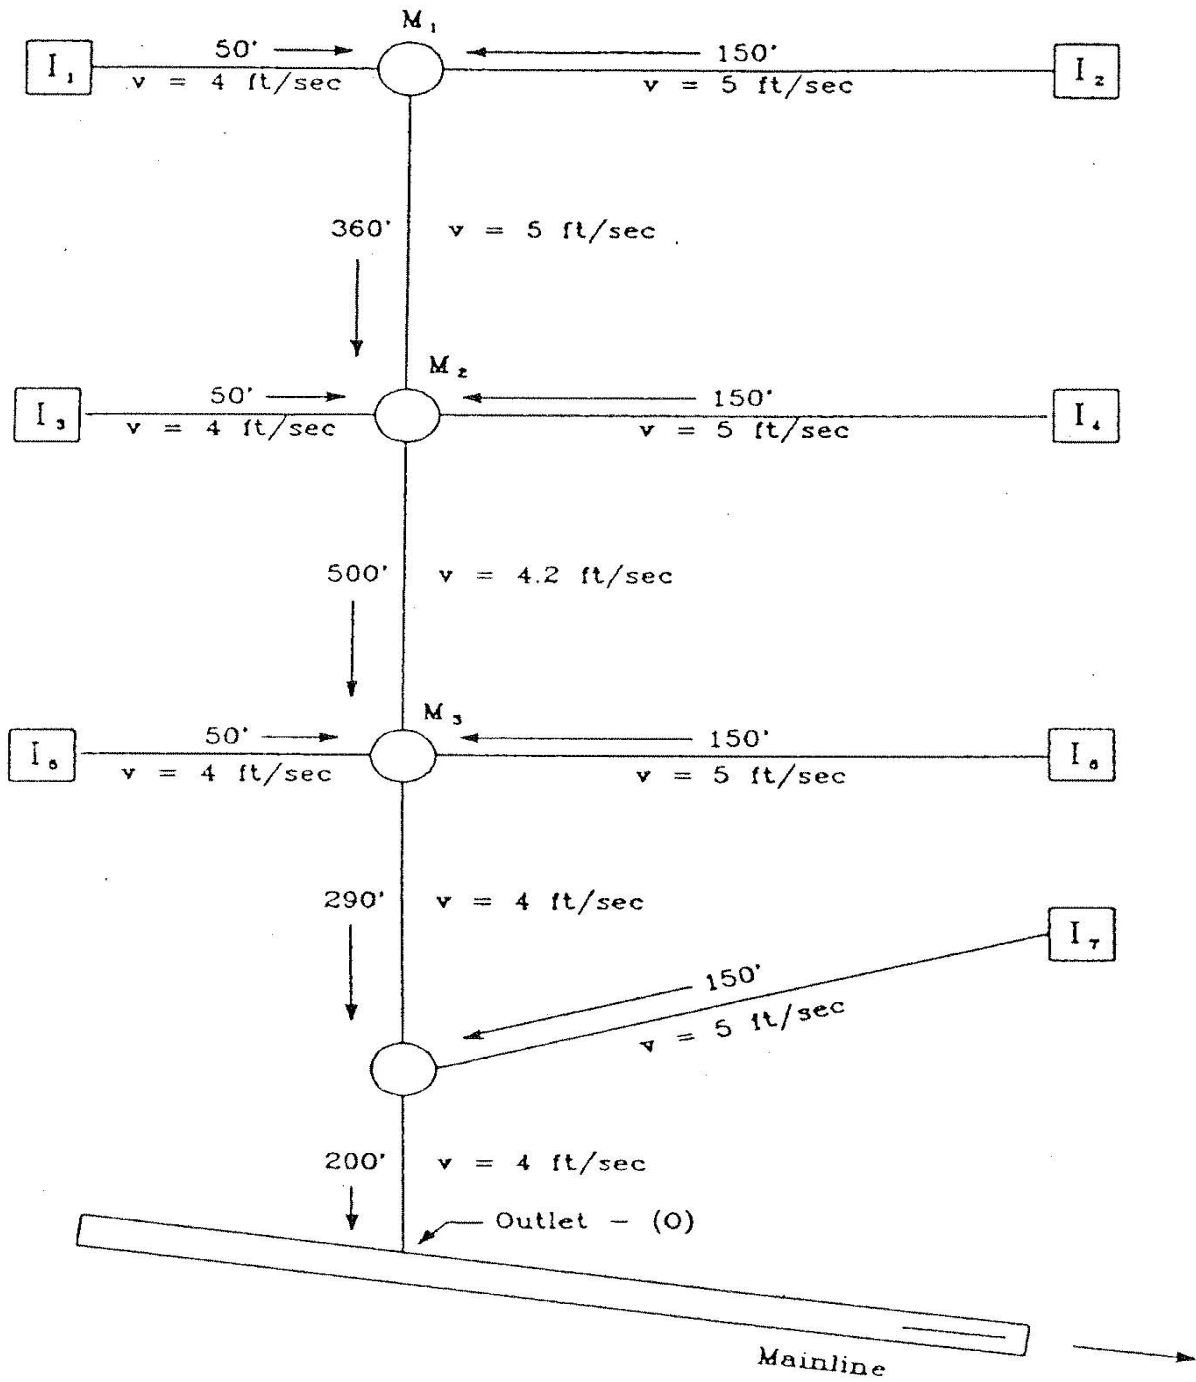 M₁
I₁ 50' 150' I₂
v = 4 ft/sec v = 5 ft/sec
360' v = 5 ft/sec
M₂
I₃ 50' 150' I₄
v = 4 ft/sec v = 5 ft/sec
500' v = 4.2 ft/sec
M₃
I₅ 50' 150' I₆
v = 4 ft/sec v = 5 ft/sec
290' v = 4 ft/sec
I₇
150'
v = 5 ft/sec
200' v = 4 ft/sec
Outlet - (O)
Mainline